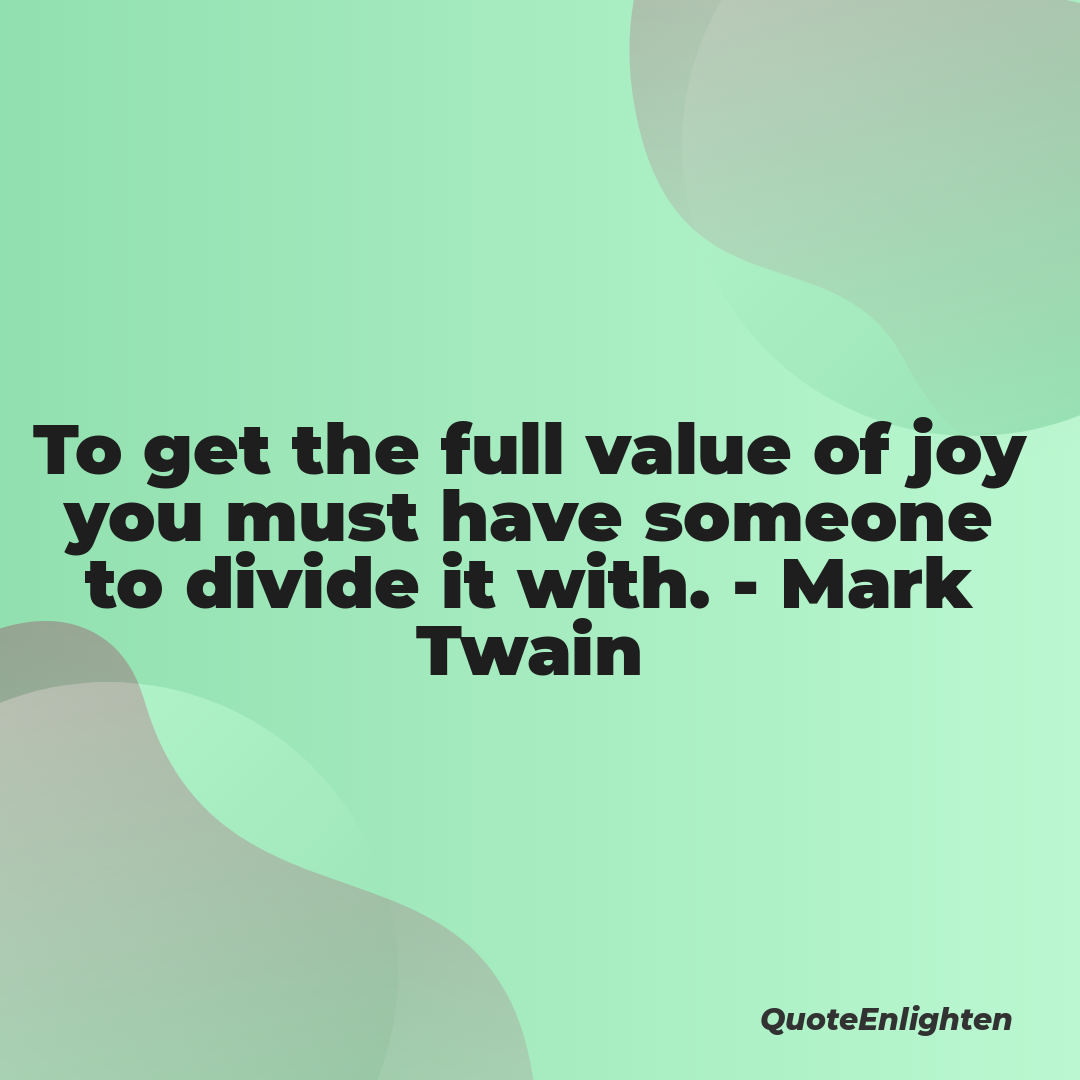 To get the full value of joy
you must have someone
to divide it with. - Mark
Twain
QuoteEnlighten